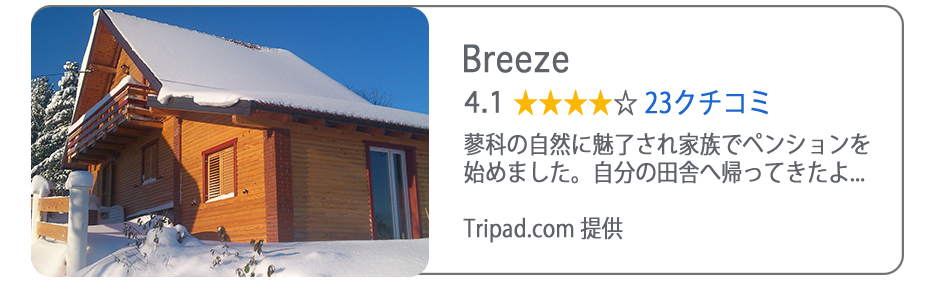 Breeze
4.1 ★★★★☆ 23クチコミ
蓼科の自然に魅了され家族でペンションを
始めました。自分の田舎へ帰ってきたよ...
Tripad.com 提供